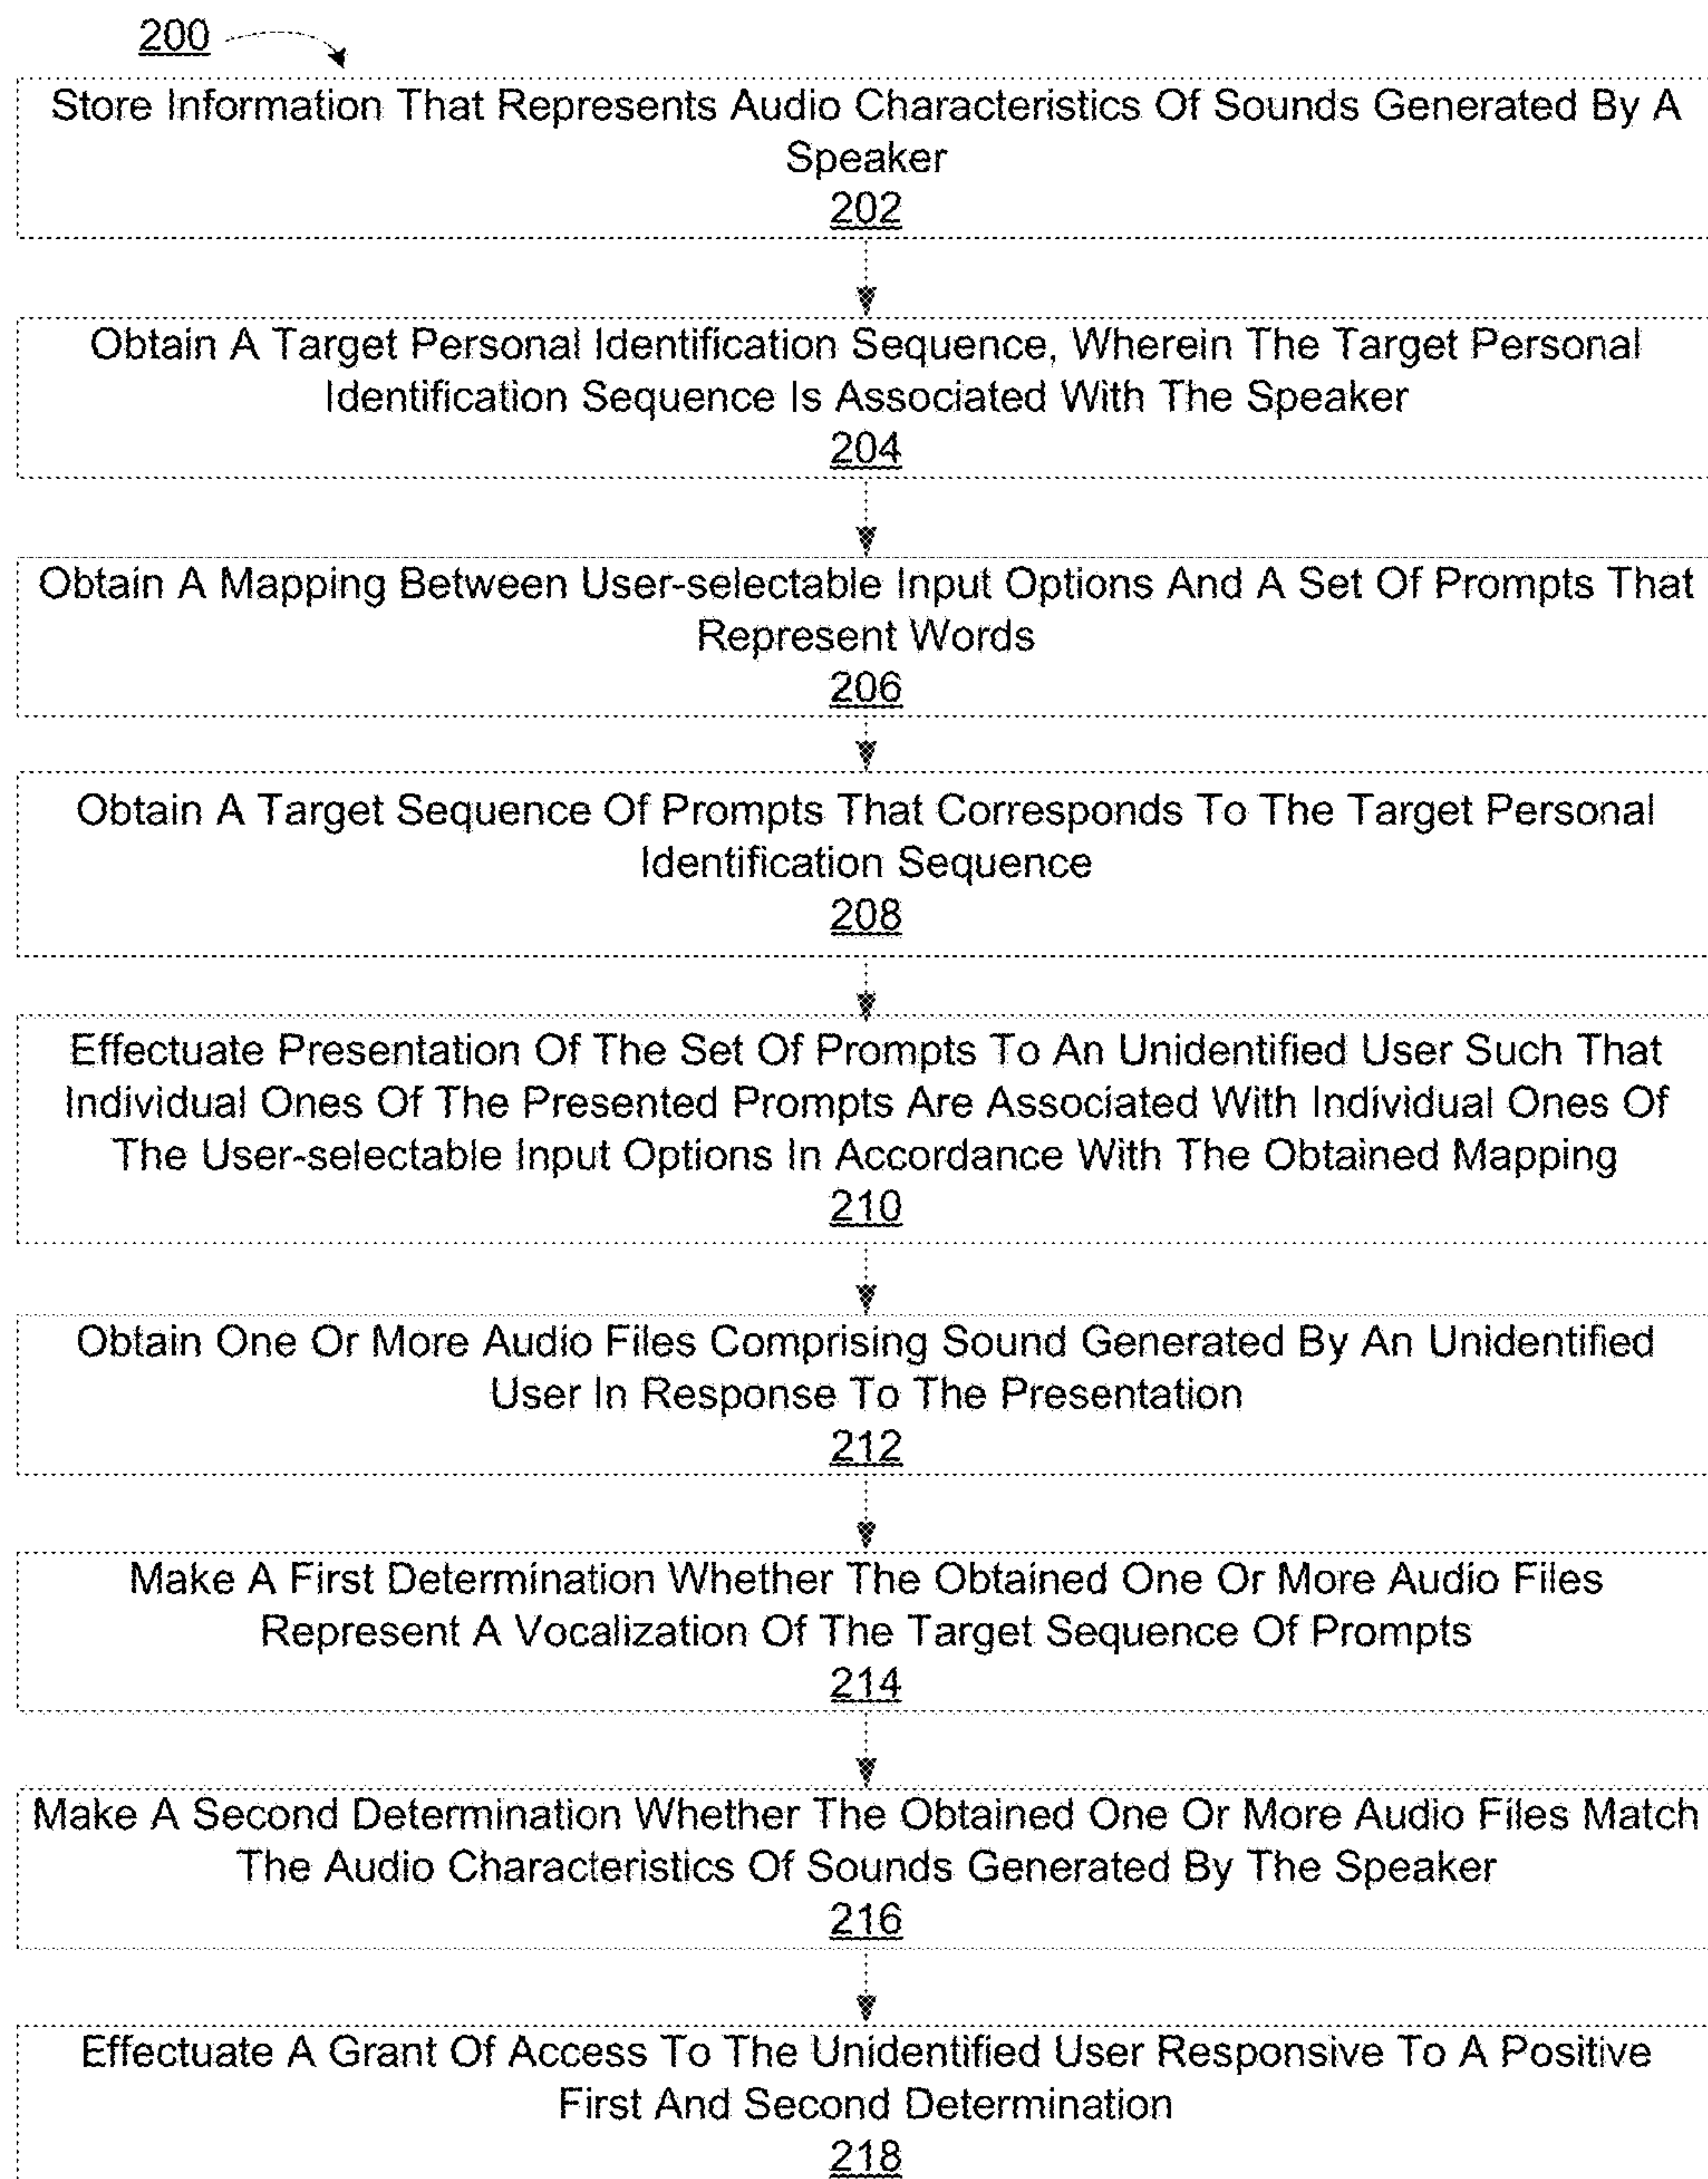 200
Store Information That Represents Audio Characteristics Of Sounds Generated By A
Speaker
202
Obtain A Target Personal Identification Sequence, Wherein The Target Personal
Identification Sequence Is Associated With The Speaker
204
Obtain A Mapping Between User-selectable Input Options And A Set Of Prompts That
Represent Words
206
Obtain A Target Sequence Of Prompts That Corresponds To The Target Personal
Identification Sequence
208
Effectuate Presentation Of The Set Of Prompts To An Unidentified User Such That
Individual Ones Of The Presented Prompts Are Associated With Individual Ones Of
The User-selectable Input Options In Accordance With The Obtained Mapping
210
Obtain One Or More Audio Files Comprising Sound Generated By An Unidentified
User In Response To The Presentation
212
Make A First Determination Whether The Obtained One Or More Audio Files
Represent A Vocalization Of The Target Sequence Of Prompts
214
Make A Second Determination Whether The Obtained One Or More Audio Files Match
The Audio Characteristics Of Sounds Generated By The Speaker
216
Effectuate A Grant Of Access To The Unidentified User Responsive To A Positive
First And Second Determination
218